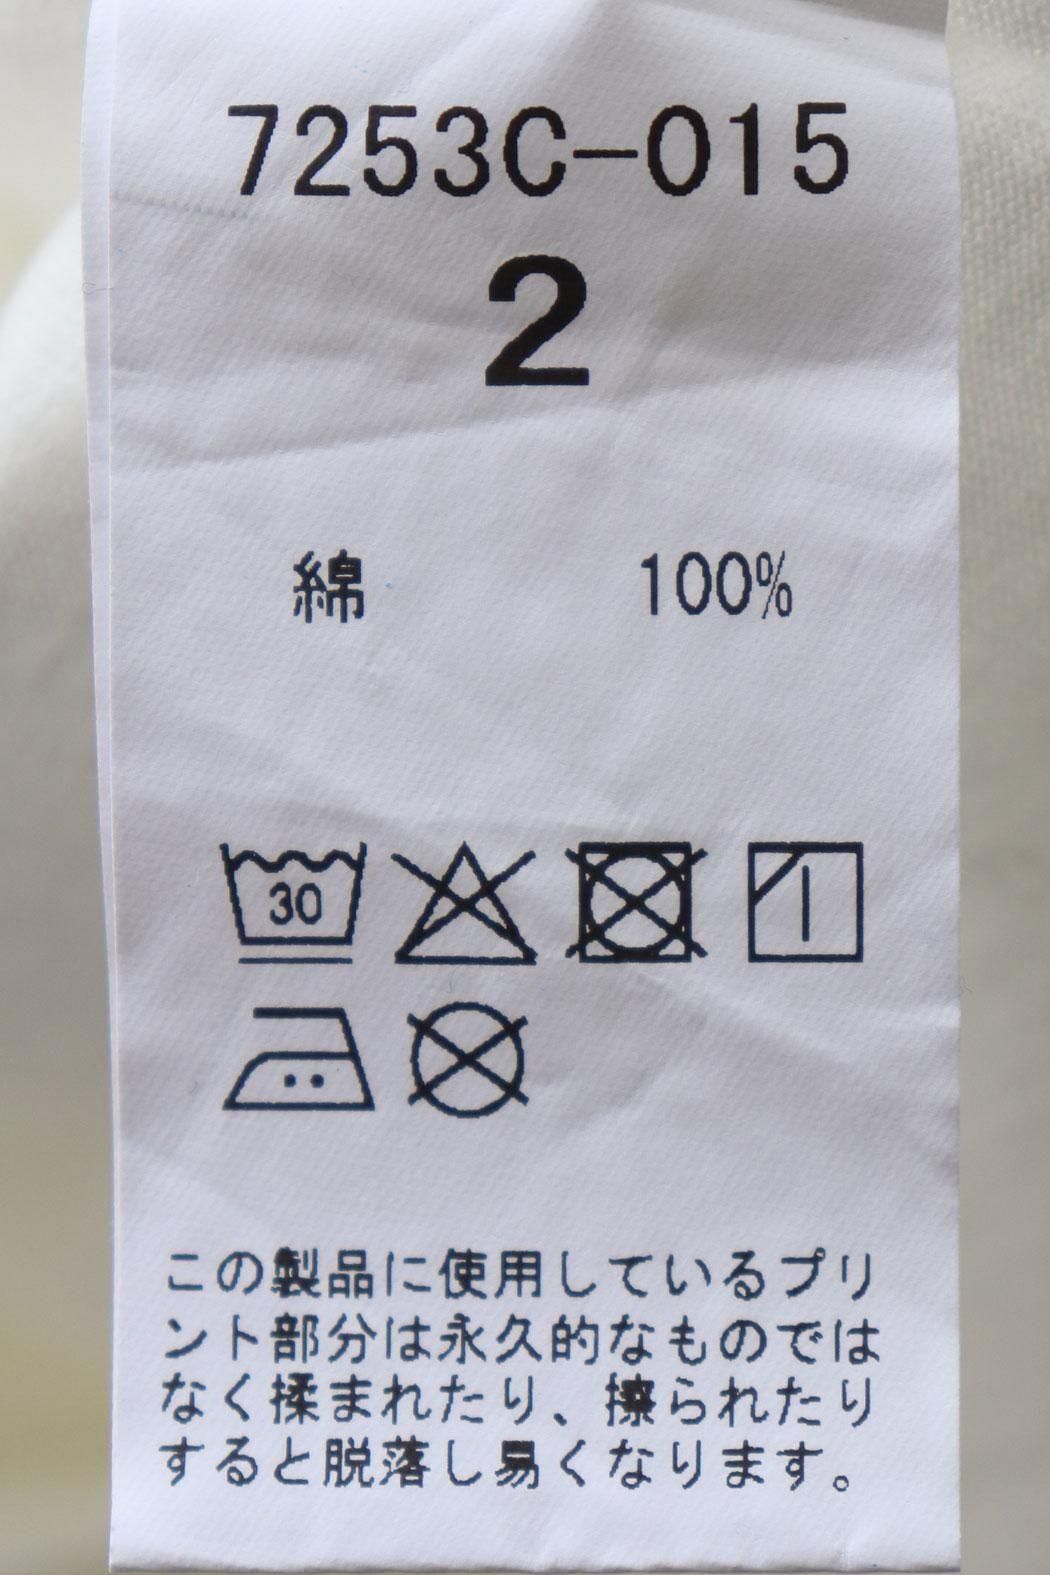 7253C-015
2
綿 100%
30
この製品に使用しているプリ
ント部分は永久的なものでは
なく揉まれたり、擦られたり
すると脱落し易くなります。